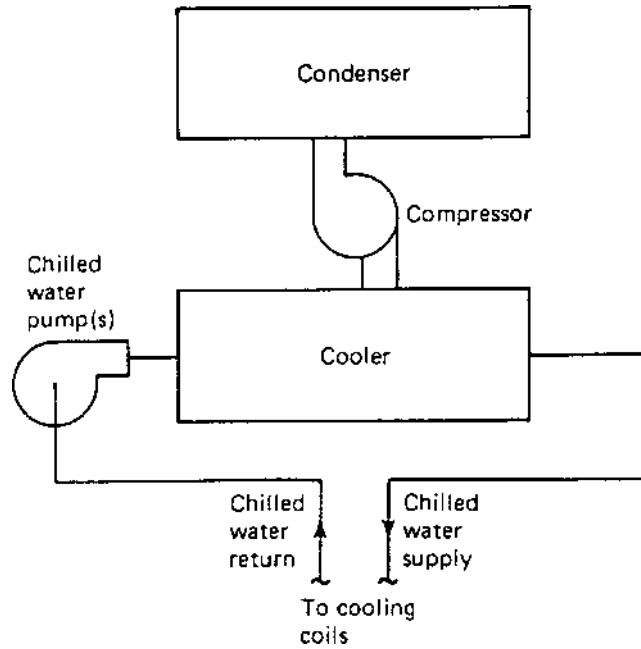 Condenser
Compressor
Chilled
water
pump(s)
Cooler
Chilled
water
return
Chilled
water
supply
To cooling
coils